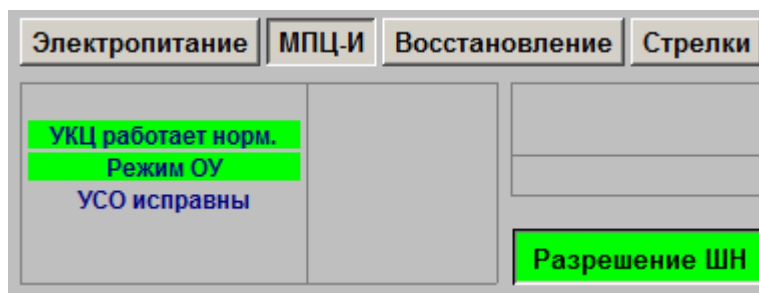 Электропитание МПЦ-И Восстановление Стрелки
УКЦ работает норм.
Режим ОУ
УСО исправны
Разрешение ШН